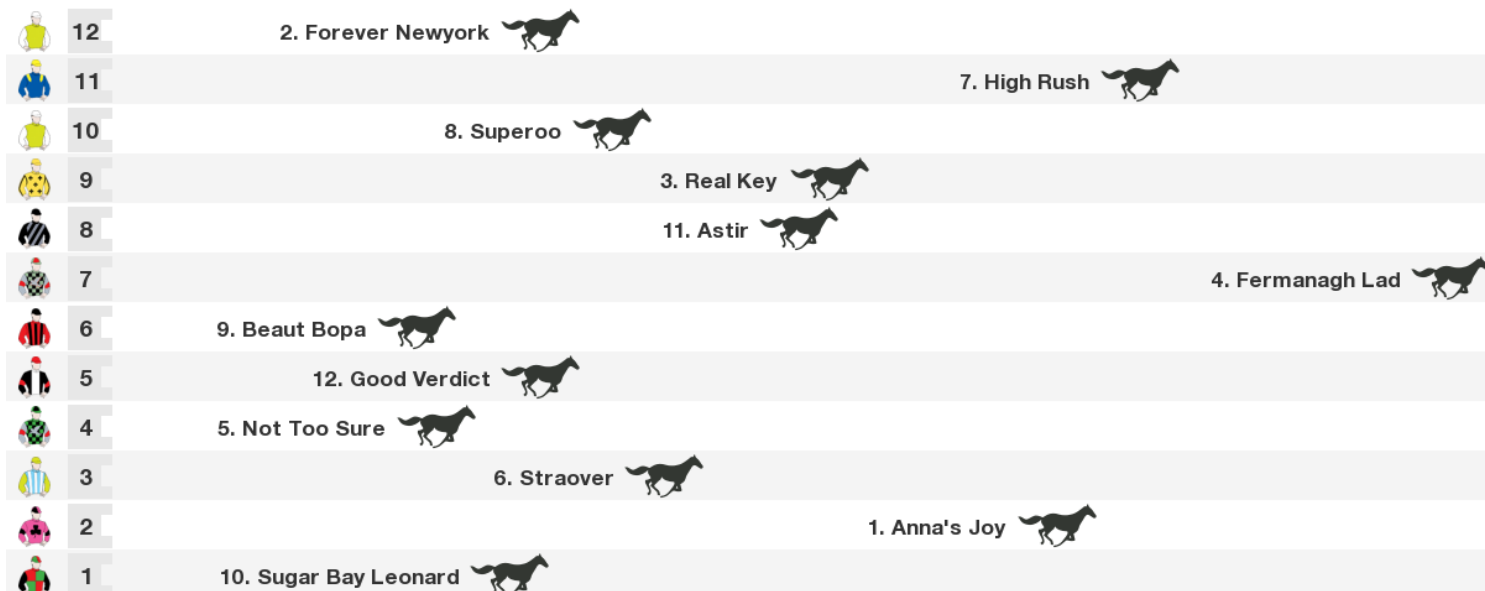 12 2. Forever Newyork
11 7. High Rush
10 8. Superoo
9 3. Real Key
8 11. Astir
7 4. Fermanagh Lad
6 9. Beaut Bopa
5 12. Good Verdict
4 5. Not Too Sure
3 6. Straover
2 1. Anna's Joy
1 10. Sugar Bay Leonard